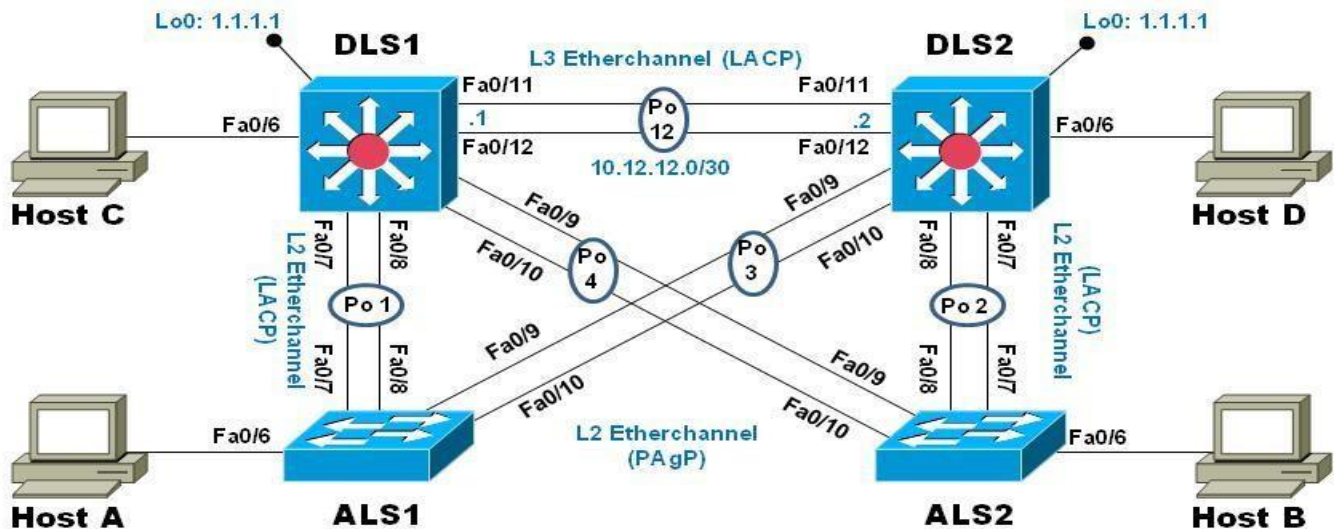 Lo0: 1.1.1.1
DLS1
DLS2
Lo0: 1.1.1.1
L3 Etherchannel (LACP)
Fa0/11
Fa0/11
Fa0/6
.1
Po
12
.2
Fa0/6
Fa0/12
Fa0/12
10.12.12.0/30
Host C
Host D
Fa0/7
Fa0/8
Fa0/9
Fa0/10
Fa0/9
Fa0/10
Fa0/8
Fa0/7
L2 Etherchannel
(LACP)
Po 1
Po
4
Po
3
Po 2
L2 Etherchannel
(LACP)
Fa0/7
Fa0/8
Fa0/9
Fa0/10
Fa0/9
Fa0/10
Fa0/8
Fa0/7
Fa0/6
L2 Etherchannel
(PAgP)
Fa0/6
Host A
ALS1
ALS2
Host B